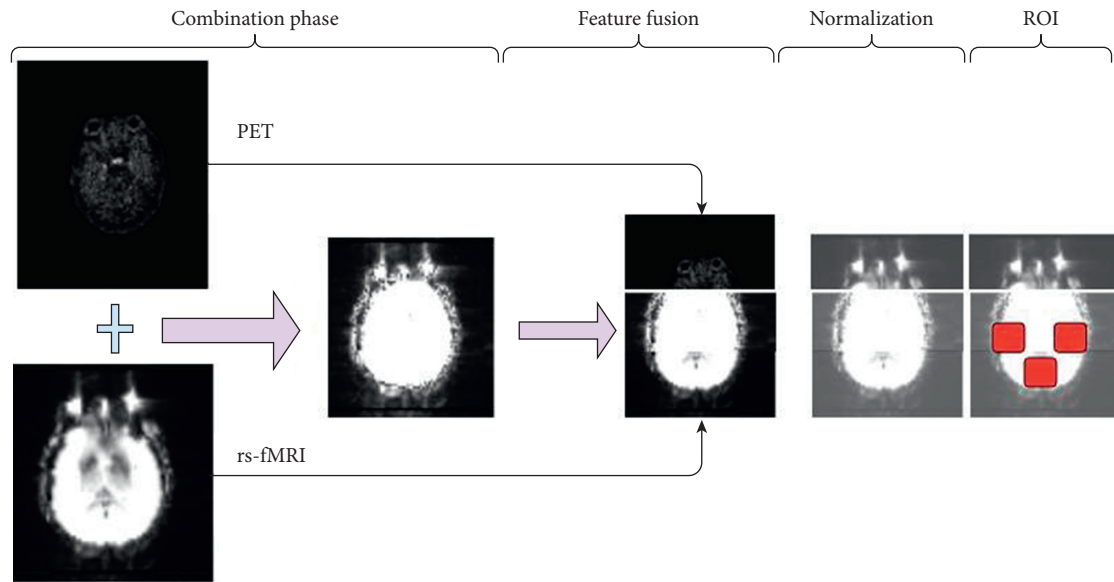 Combination phase
Feature fusion
Normalization
ROI
PET
rs-fMRI